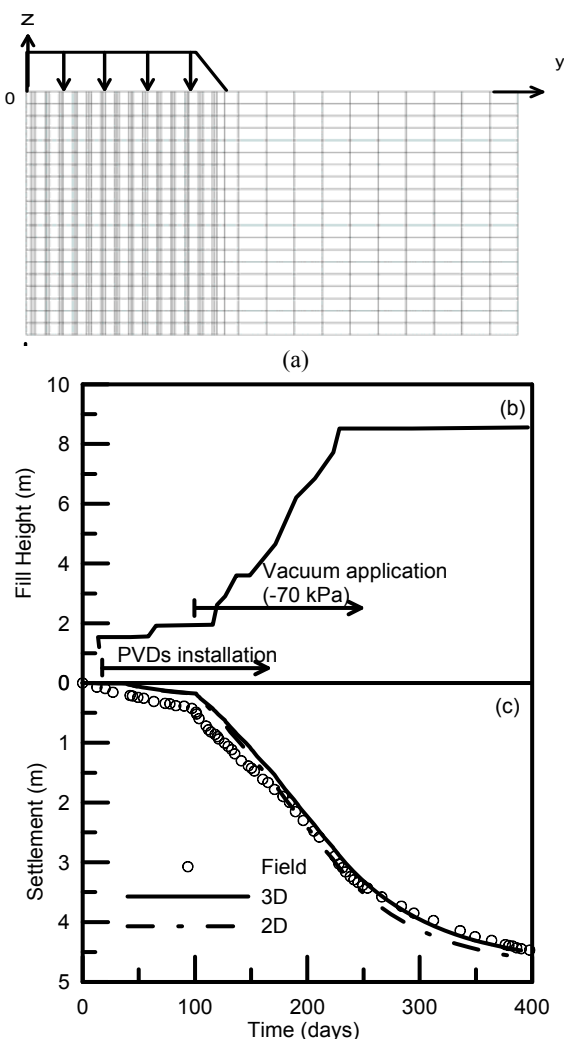 Z
y
0
(a)
10
(b)
8
6
4
2
0
Fill Height (m)
Vacuum application
(-70 kPa)
PVDs installation
(c)
1
2
3
4
5
Settlement (m)
Field
3D
2D
0
100
200
300
400
Time (days)